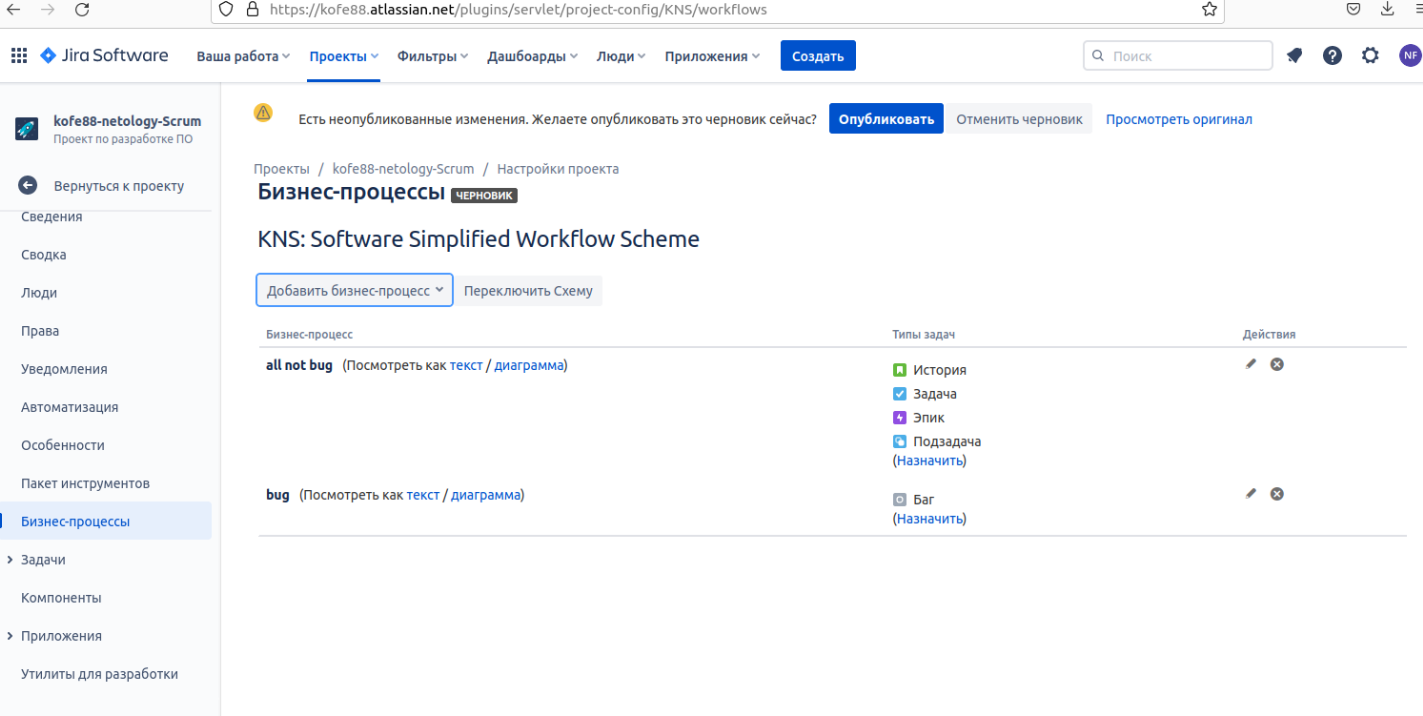 https://kofe88.atlassian.net/plugins/servlet/project-config/KNS/workflows
Jira Software Ваша работа Проекты Фильтры Дашборды Люди Приложения Создать Поиск NF
kofe88-netology-Scrum
Проект по разработке ПО
Вернуться к проекту
Сведения
Сводка
Люди
Права
Уведомления
Автоматизация
Особенности
Пакет инструментов
Бизнес-процессы
Задачи
Компоненты
Приложения
Утилиты для разработки
Есть неопубликованные изменения. Желаете опубликовать это черновик сейчас? Опубликовать Отменить черновик Просмотреть оригинал
Проекты / kofe88-netology-Scrum / Настройки проекта
Бизнес-процессы ЧЕРНОВИК
KNS: Software Simplified Workflow Scheme
Добавить бизнес-процесс Переключить Схему
Бизнес-процесс Типы задач Действия
all not bug (Посмотреть как текст / диаграмма)
История
Задача
Эпик
Подзадача
(Назначить)
bug (Посмотреть как текст / диаграмма)
Баг
(Назначить)